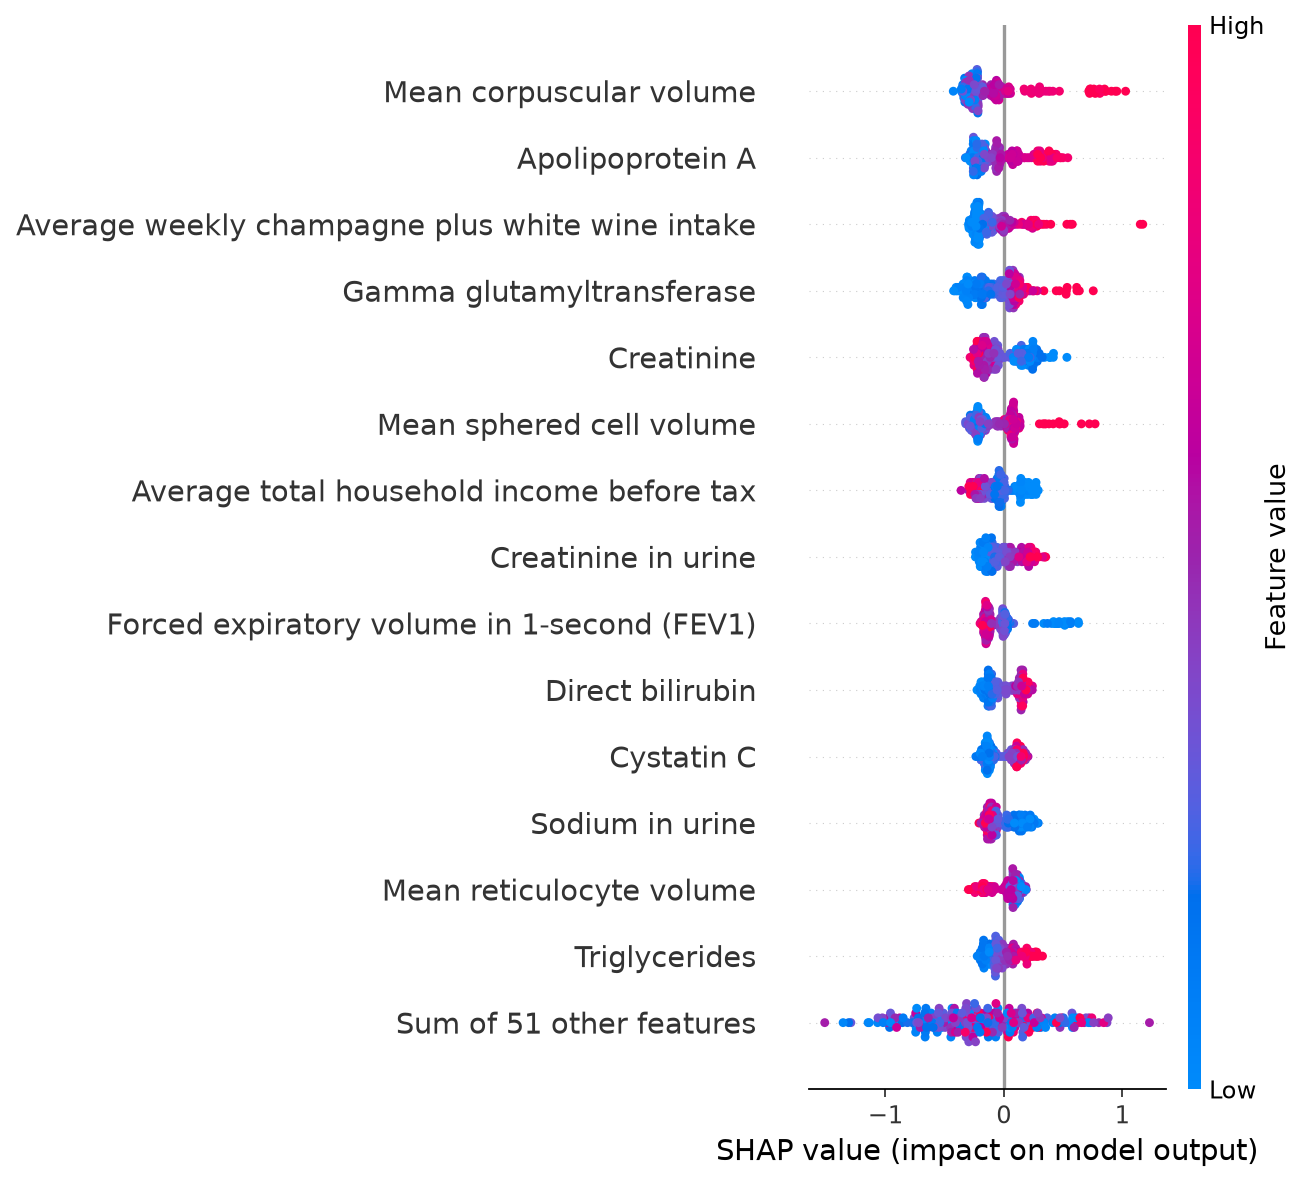 High
Mean corpuscular volume
Apolipoprotein A
Average weekly champagne plus white wine intake
Gamma glutamyltransferase
Creatinine
Mean sphered cell volume
Average total household income before tax
Creatinine in urine
Forced expiratory volume in 1-second (FEV1)
Direct bilirubin
Cystatin C
Sodium in urine
Mean reticulocyte volume
Triglycerides
Sum of 51 other features
Feature value
Low
−1 0 1
SHAP value (impact on model output)